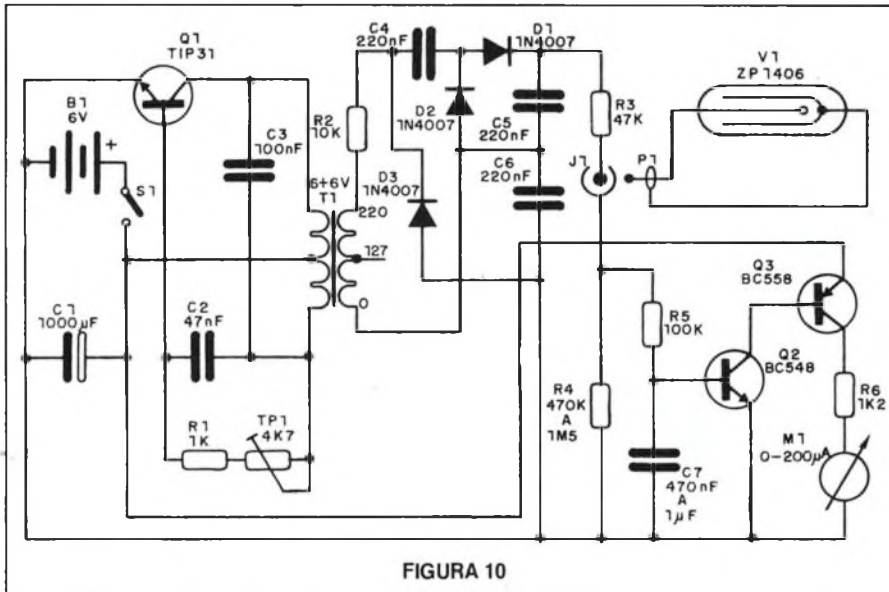 C4
220nF
D1
1N4007
Q1
TIP31
V1
ZP1406
B1
6V
+
R2
10K
D2
1N4007
R3
47K
C3
100nF
C5
220nF
S1
6+6V
T1
D3
1N4007
C6
220nF
J1
P1
220
127
0
Q3
BC558
C1
1000µF
C2
47nF
R5
100K
Q2
BC548
R1
1K
TP1
4K7
R4
470K
A
1M5
R6
1K2
M1
0-200µA
C7
470nF
A
1µF
FIGURA 10